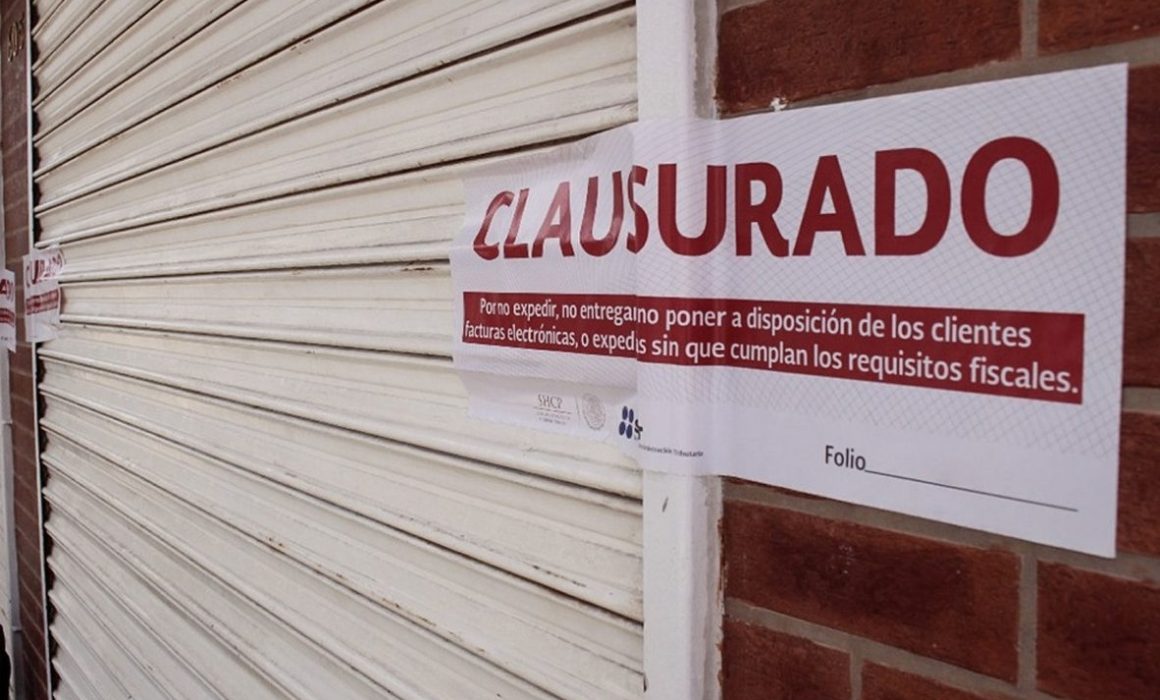 CLAUSURADO
Por no expedir, no entregar no poner a disposición de los clientes
facturas electrónicas, o expedirlas sin que cumplan los requisitos fiscales.
SHCP
Folio